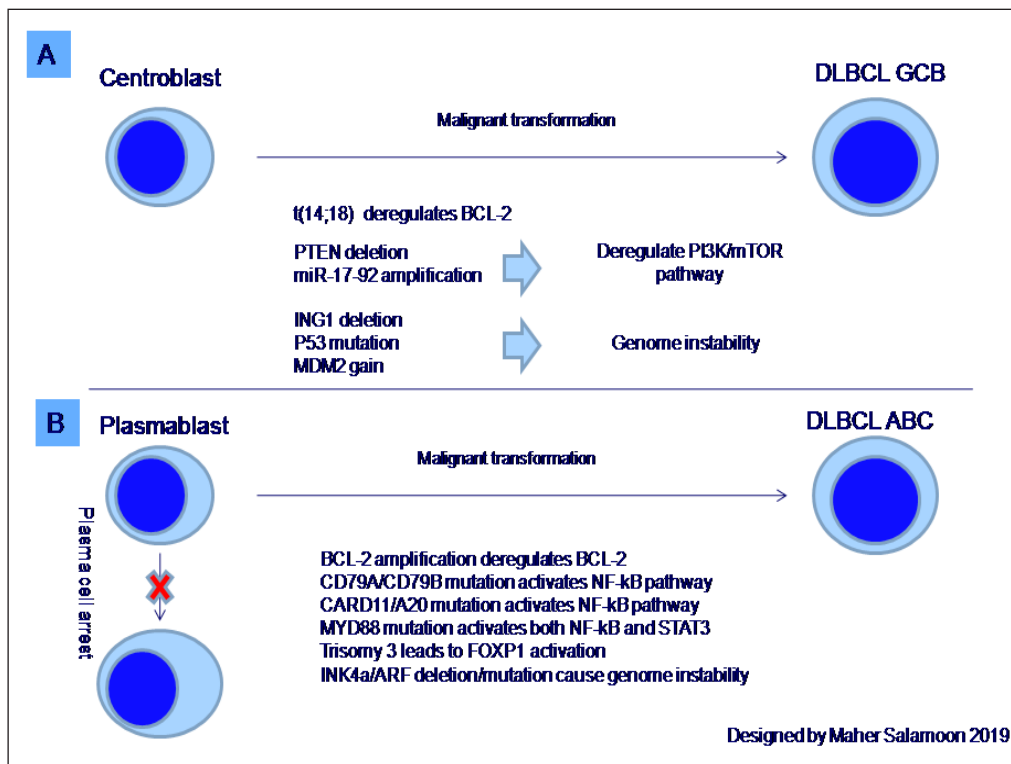 A
Centroblast
DLBCL GCB
Malignant transformation
t(14;18) deregulates BCL-2
PTEN deletion
miR-17-92 amplification
Deregulate PI3K/mTOR
pathway
ING1 deletion
P53 mutation
MDM2 gain
Genome instability
B
Plasmablast
DLBCL ABC
Malignant transformation
Plasma cell arrest
BCL-2 amplification deregulates BCL-2
CD79A/CD79B mutation activates NF-kB pathway
CARD11/A20 mutation activates NF-kB pathway
MYD88 mutation activates both NF-kB and STAT3
Trisomy 3 leads to FOXP1 activation
INK4a/ARF deletion/mutation cause genome instability
Designed by Maher Salamoon 2019